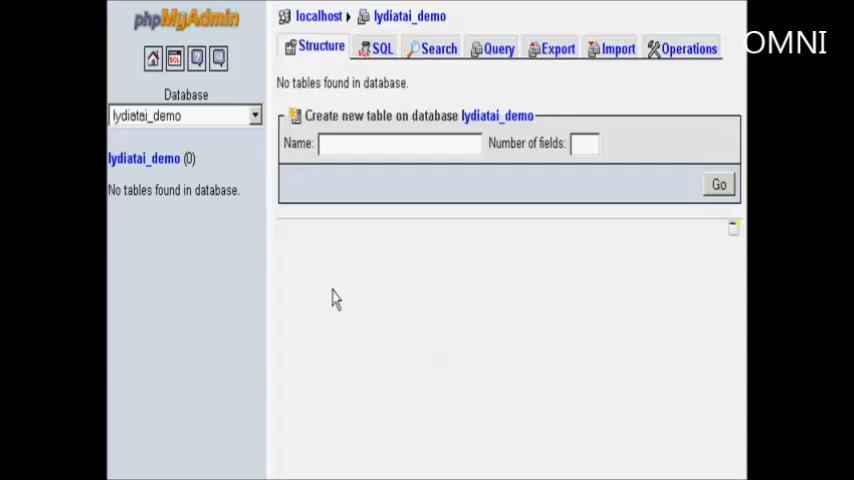 phpMyAdmin
Database
lydiatai_demo
lydiatai_demo (0)
No tables found in database.
localhost lydiatai_demo
Structure SQL Search Query Export Import Operations
No tables found in database.
Create new table on database lydiatai_demo
Name: Number of fields:
Go
OMNI